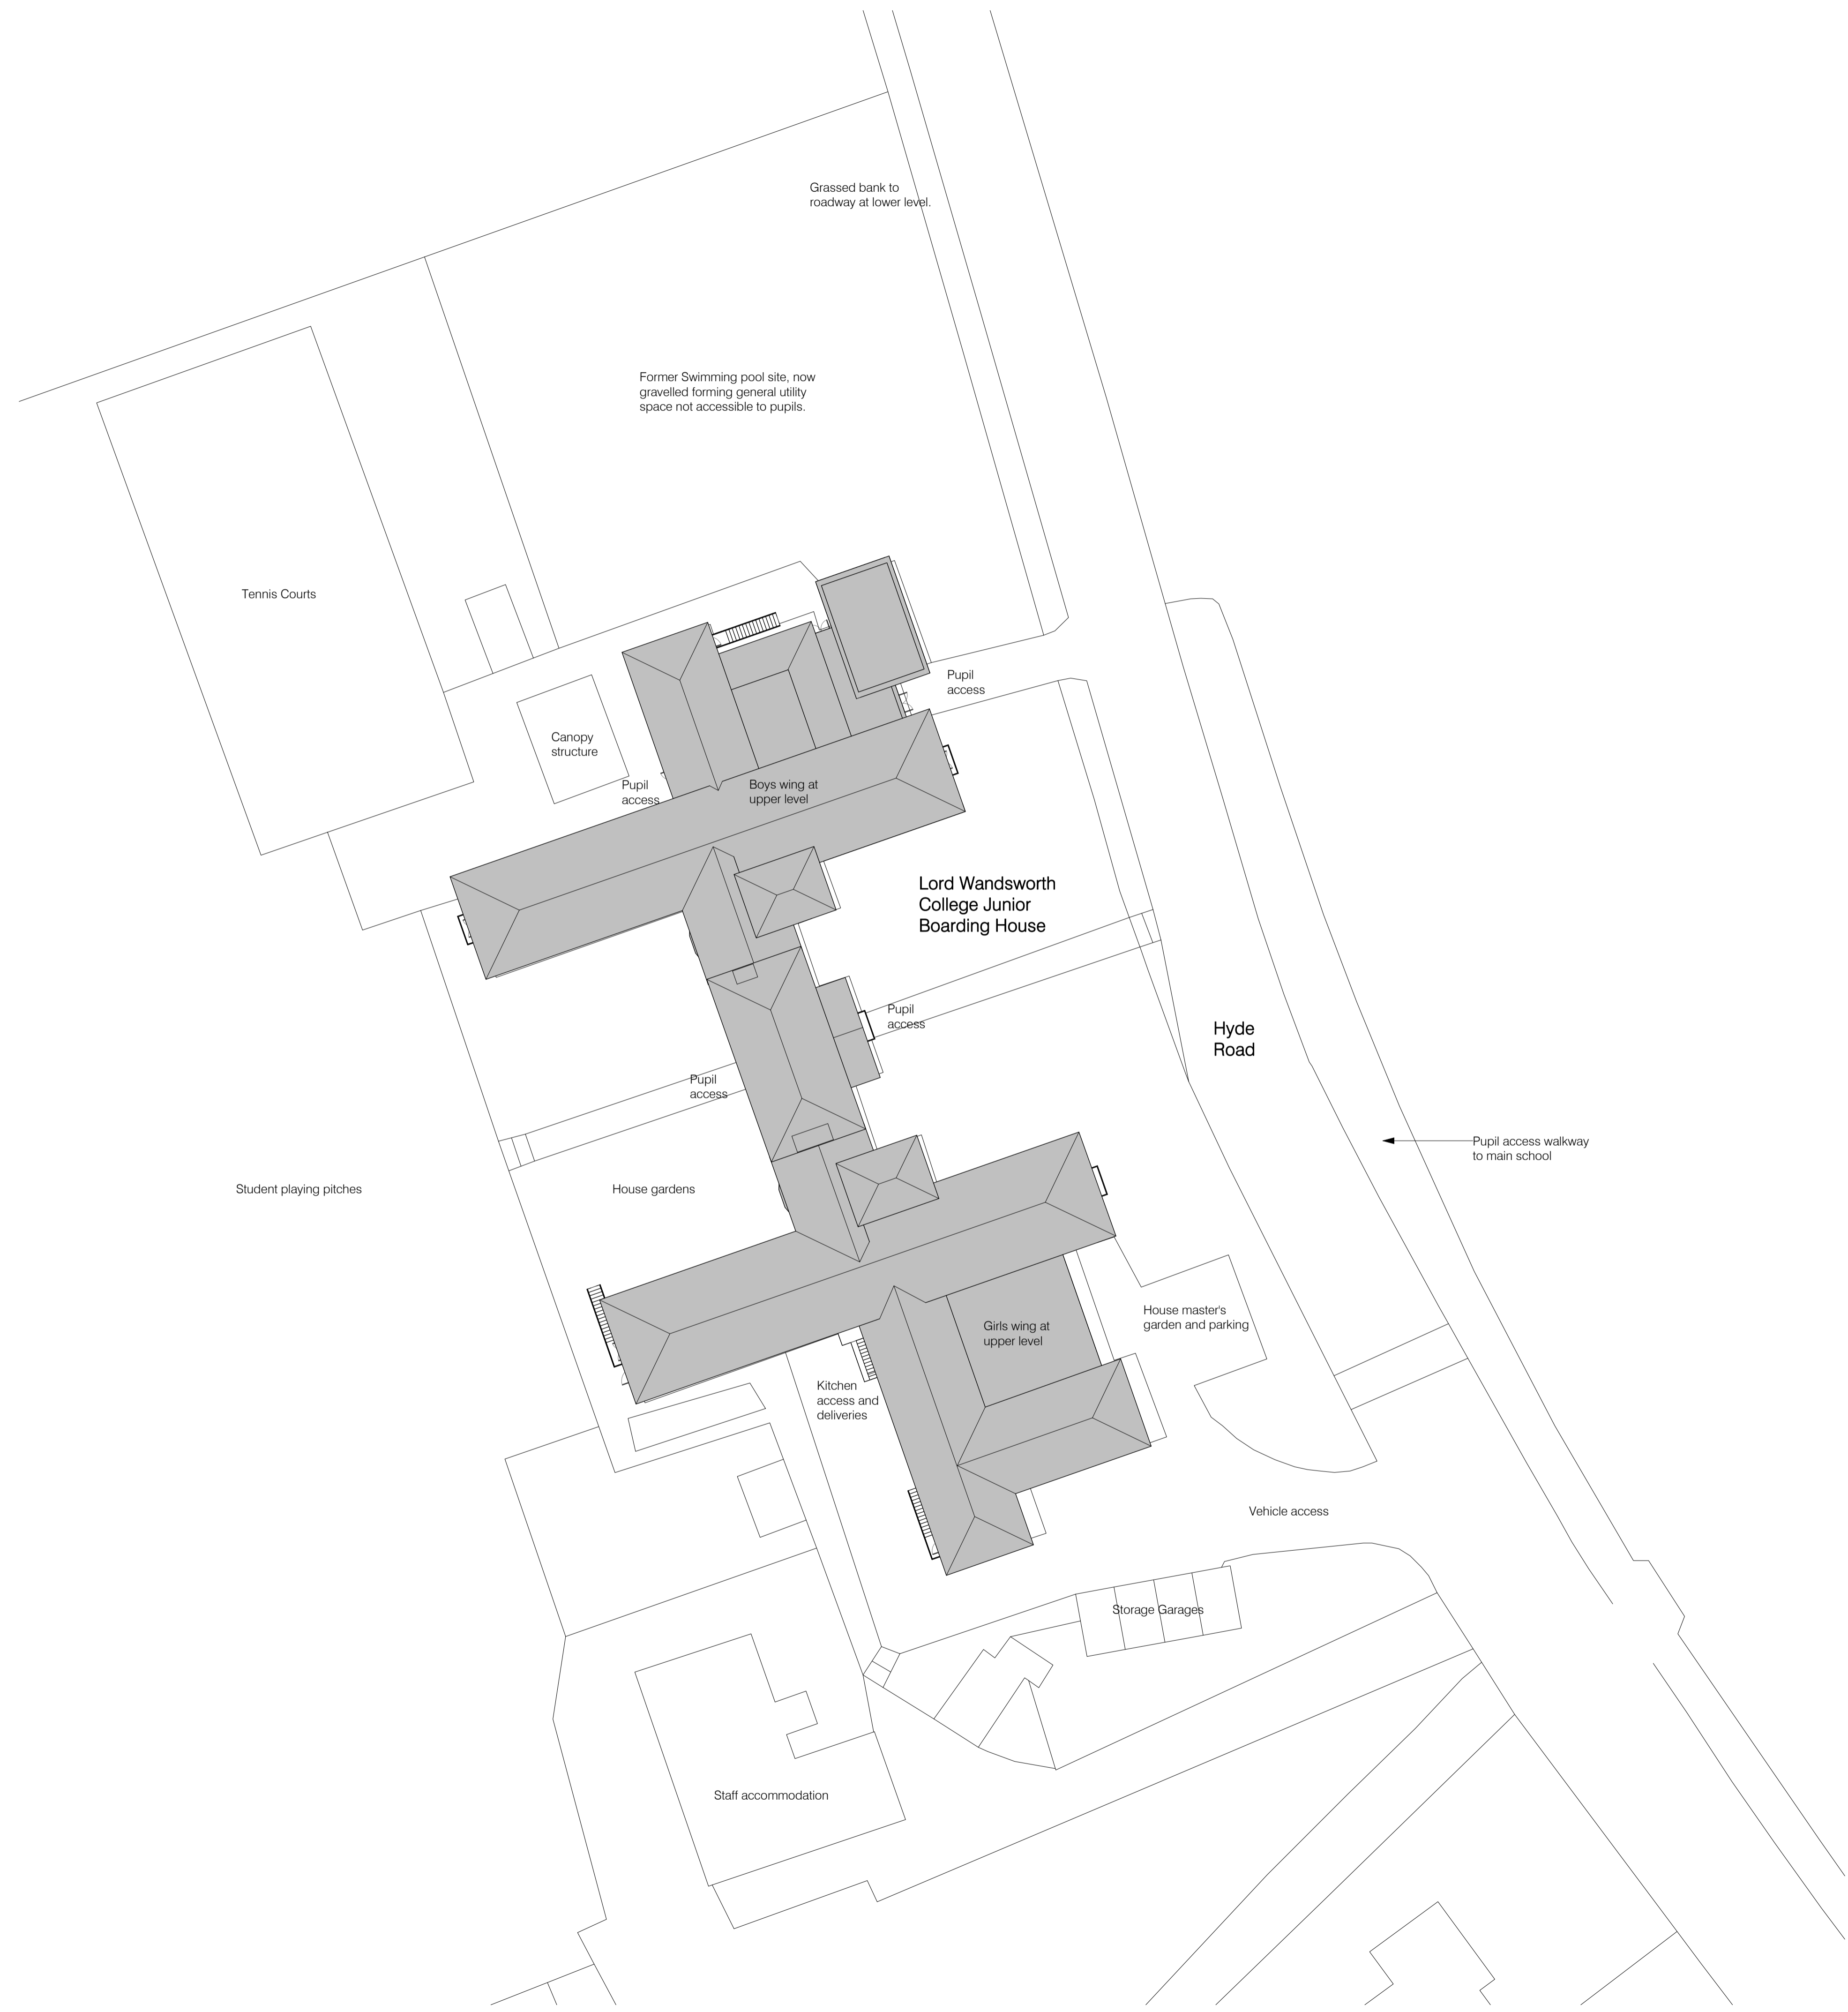 Grassed bank to
roadway at lower level.
Former Swimming pool site, now
gravelled forming general utility
space not accessible to pupils.
Tennis Courts
Pupil
access
Canopy
structure
Pupil
access
Boys wing at
upper level
Lord Wandsworth
College Junior
Boarding House
Pupil
access
Hyde
Road
Pupil
access
Pupil access walkway
to main school
Student playing pitches
House gardens
House master's
garden and parking
Girls wing at
upper level
Kitchen
access and
deliveries
Vehicle access
Storage Garages
Staff accommodation